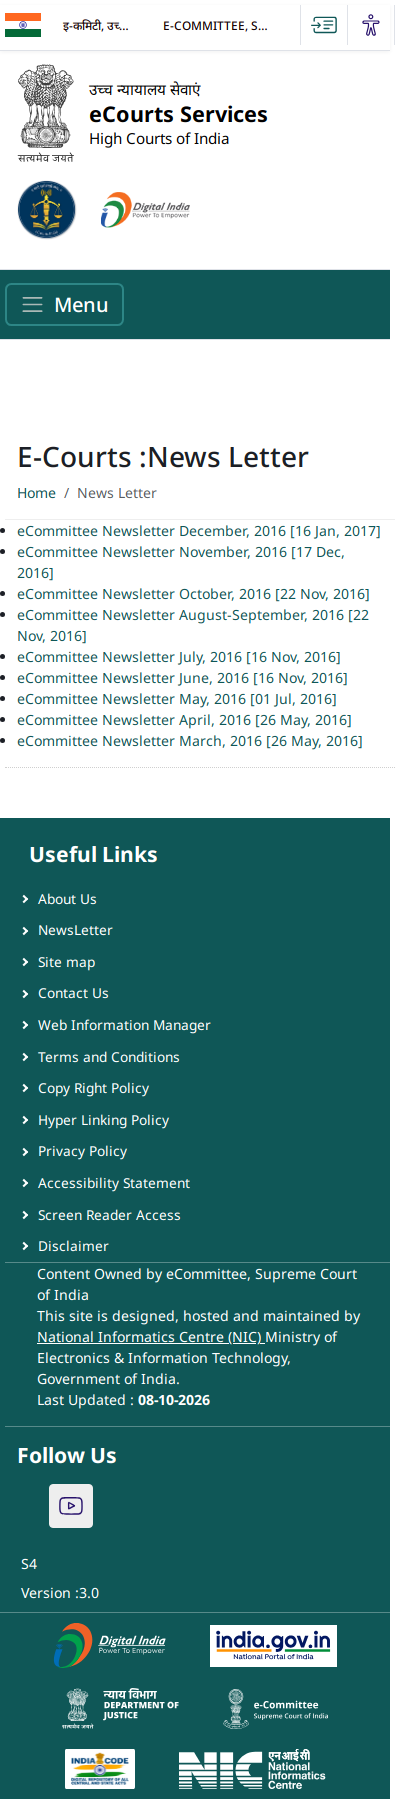 इ-कमिटी, उच्... E-COMMITTEE, S...
उच्च न्यायालय सेवाएं
eCourts Services
High Courts of India
सत्यमेव जयते
Digital India
Power To Empower
Menu
E-Courts :News Letter
Home / News Letter
eCommittee Newsletter December, 2016 [16 Jan, 2017]
eCommittee Newsletter November, 2016 [17 Dec,
2016]
eCommittee Newsletter October, 2016 [22 Nov, 2016]
eCommittee Newsletter August-September, 2016 [22
Nov, 2016]
eCommittee Newsletter July, 2016 [16 Nov, 2016]
eCommittee Newsletter June, 2016 [16 Nov, 2016]
eCommittee Newsletter May, 2016 [01 Jul, 2016]
eCommittee Newsletter April, 2016 [26 May, 2016]
eCommittee Newsletter March, 2016 [26 May, 2016]
Useful Links
About Us
NewsLetter
Site map
Contact Us
Web Information Manager
Terms and Conditions
Copy Right Policy
Hyper Linking Policy
Privacy Policy
Accessibility Statement
Screen Reader Access
Disclaimer
Content Owned by eCommittee, Supreme Court
of India
This site is designed, hosted and maintained by
National Informatics Centre (NIC) Ministry of
Electronics & Information Technology,
Government of India.
Last Updated : 08-10-2026
Follow Us
S4
Version :3.0
Digital India
Power To Empower
india.gov.in
National Portal of India
न्याय विभाग
DEPARTMENT OF
JUSTICE
सत्यमेव जयते
e-Committee
Supreme Court of India
INDIA CODE
DIGITAL REPOSITORY OF ALL
CENTRAL AND STATE ACTS
NIC एनआईसी
National
Informatics
Centre